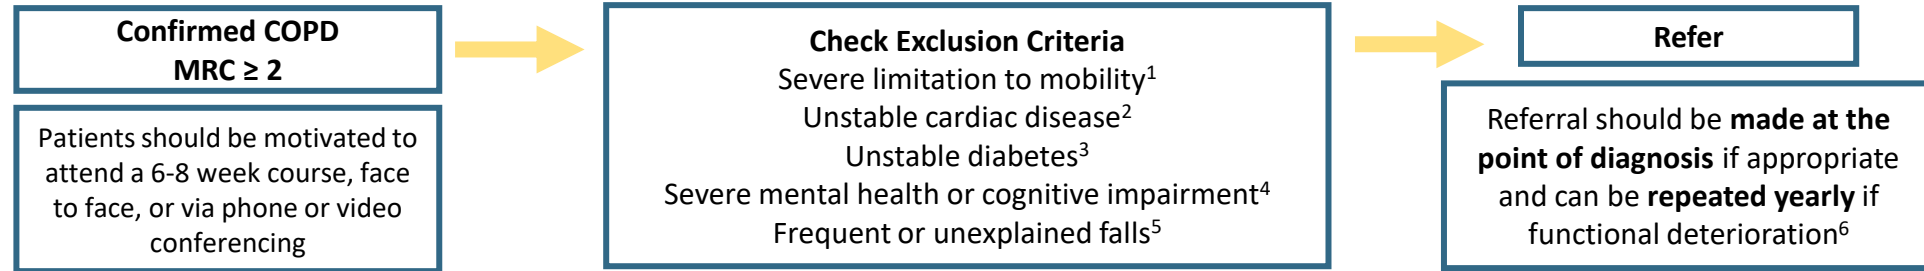 Confirmed COPD
MRC ≥ 2
Patients should be motivated to
attend a 6-8 week course, face
to face, or via phone or video
conferencing
Check Exclusion Criteria
Severe limitation to mobility¹
Unstable cardiac disease²
Unstable diabetes³
Severe mental health or cognitive impairment⁴
Frequent or unexplained falls⁵
Refer
Referral should be made at the
point of diagnosis if appropriate
and can be repeated yearly if
functional deterioration⁶